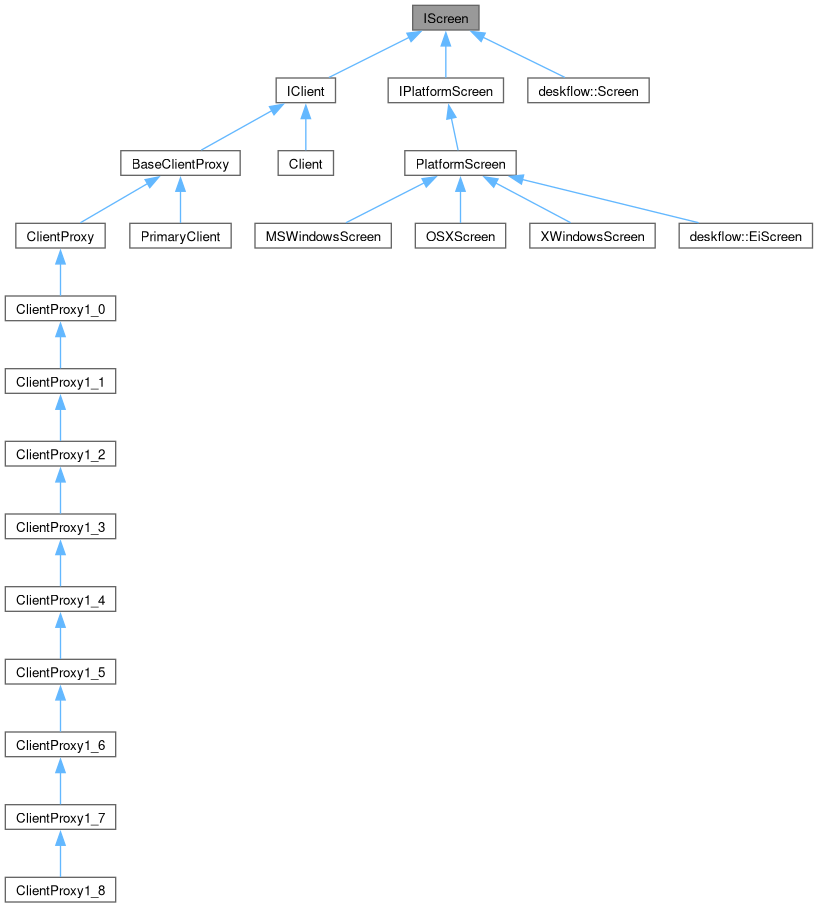 IScreen
IClient
IPlatformScreen
deskflow::Screen
BaseClientProxy
Client
PlatformScreen
ClientProxy
PrimaryClient
MSWindowsScreen
OSXScreen
XWindowsScreen
deskflow::EiScreen
ClientProxy1_0
ClientProxy1_1
ClientProxy1_2
ClientProxy1_3
ClientProxy1_4
ClientProxy1_5
ClientProxy1_6
ClientProxy1_7
ClientProxy1_8